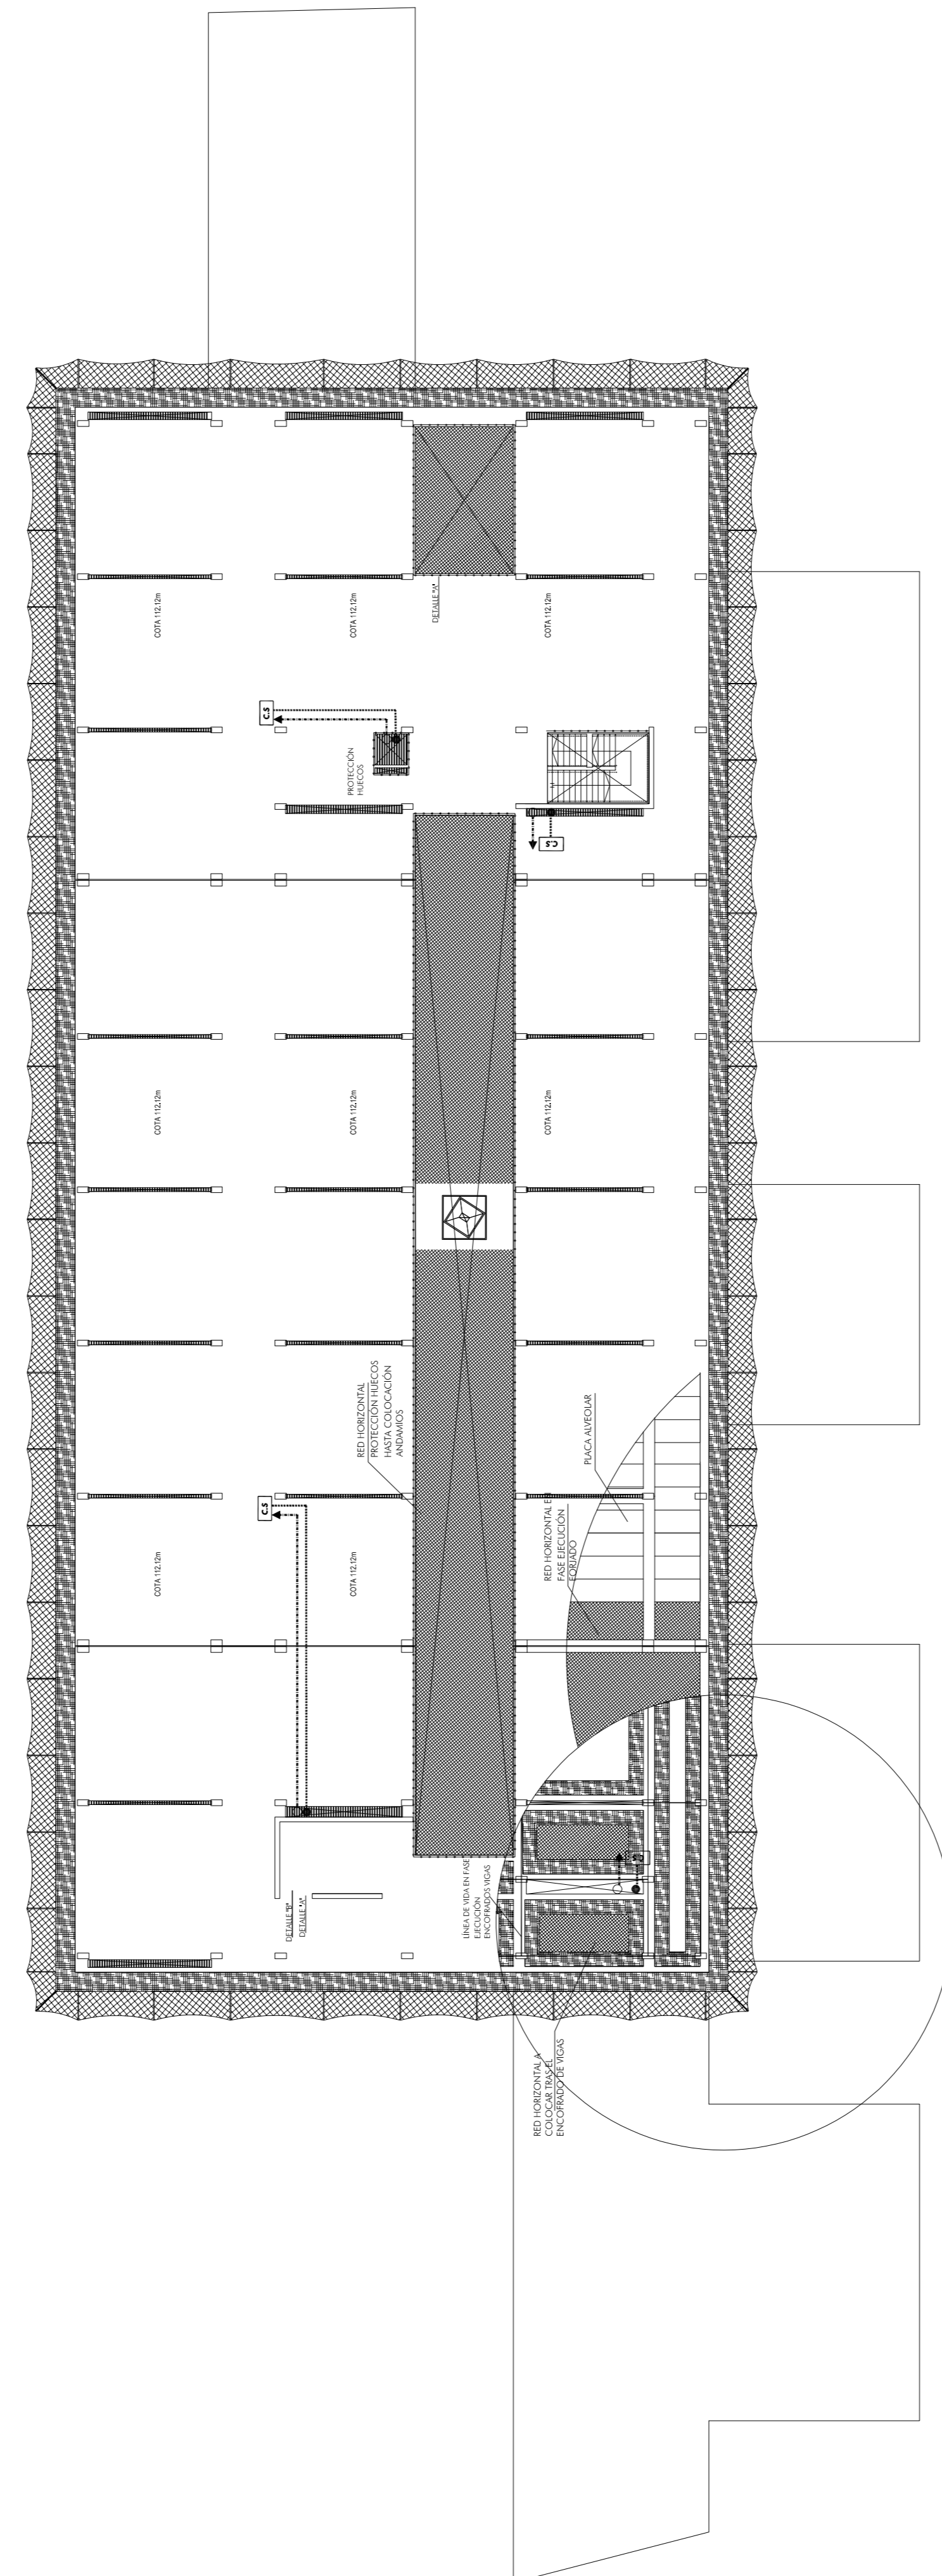 COTA 112,12m
COTA 112,12m
COTA 112,12m
DETALLE "A"
C.S
PROTECCIÓN
HUECOS
C.S
COTA 112,12m
COTA 112,12m
COTA 112,12m
RED HORIZONTAL
PROTECCIÓN HUECOS
HASTA COLOCACIÓN
ANDAMIOS
PLACA ALVEOLAR
C.S
RED HORIZONTAL EN
FASE EJECUCIÓN
FORJADO
COTA 112,12m
COTA 112,12m
C.S
LÍNEA DE VIDA EN FASE
EJECUCIÓN
ENCOFRADOS VIGAS
DETALLE "B"
DETALLE "A"
RED HORIZONTAL A
COLOCAR TRAS EL
ENCOFRADO DE VIGAS